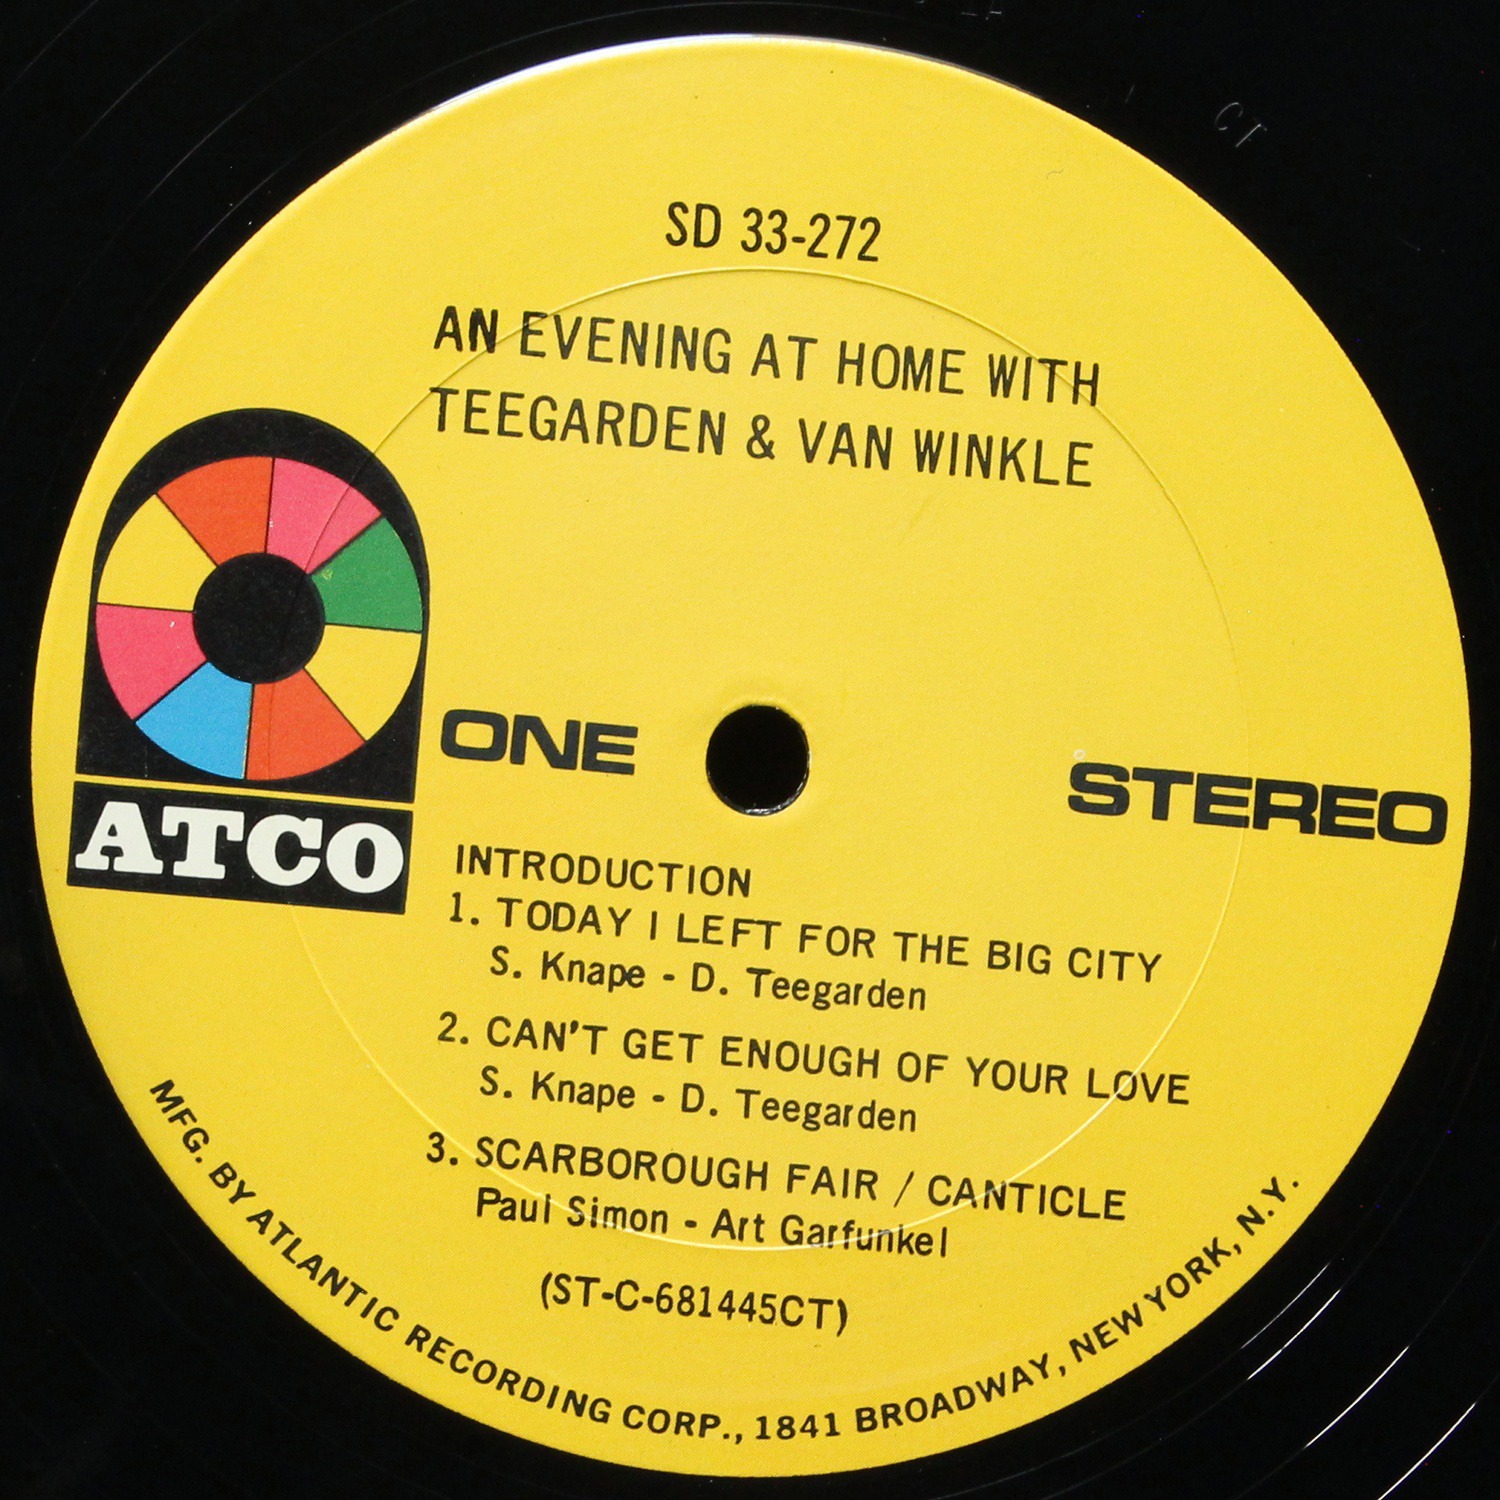 SD 33-272
AN EVENING AT HOME WITH
TEEGARDEN & VAN WINKLE
ATCO
ONE
STEREO
INTRODUCTION
1. TODAY I LEFT FOR THE BIG CITY
S. Knape - D. Teegarden
2. CAN'T GET ENOUGH OF YOUR LOVE
S. Knape - D. Teegarden
3. SCARBOROUGH FAIR / CANTICLE
Paul Simon - Art Garfunkel
(ST-C-681445CT)
MFG. BY ATLANTIC RECORDING CORP., 1841 BROADWAY, NEW YORK, N.Y.
CT